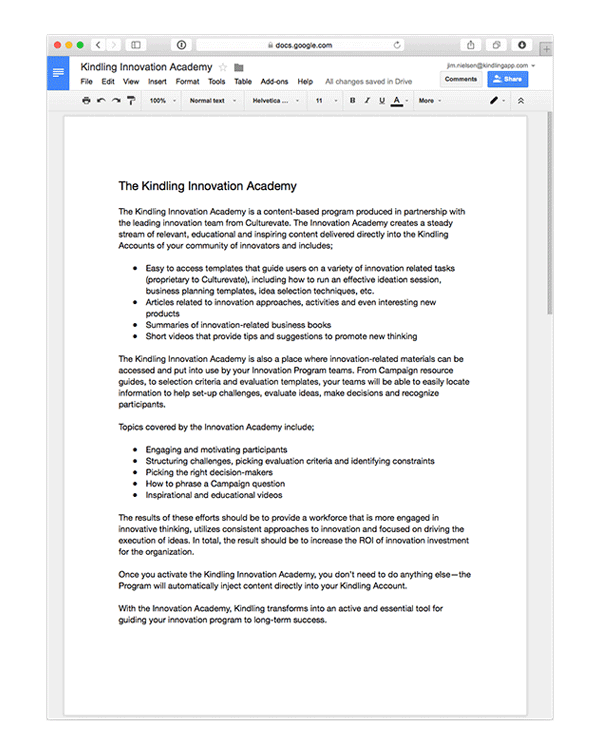 docs.google.com
Kindling Innovation Academy
jim.nielsen@kindlingapp.com
File Edit View Insert Format Tools Table Add-ons Help All changes saved in Drive
Comments
Share
100% Normal text Helvetica ... 11 B I U A More
The Kindling Innovation Academy
The Kindling Innovation Academy is a content-based program produced in partnership with
the leading innovation team from Culturevate. The Innovation Academy creates a steady
stream of relevant, educational and inspiring content delivered directly into the Kindling
Accounts of your community of innovators and includes;
● Easy to access templates that guide users on a variety of innovation related tasks
(proprietary to Culturevate), including how to run an effective ideation session,
business planning templates, idea selection techniques, etc.
● Articles related to innovation approaches, activities and even interesting new
products
● Summaries of innovation-related business books
● Short videos that provide tips and suggestions to promote new thinking
The Kindling Innovation Academy is also a place where innovation-related materials can be
accessed and put into use by your Innovation Program teams. From Campaign resource
guides, to selection criteria and evaluation templates, your teams will be able to easily locate
information to help set-up challenges, evaluate ideas, make decisions and recognize
participants.
Topics covered by the Innovation Academy include;
● Engaging and motivating participants
● Structuring challenges, picking evaluation criteria and identifying constraints
● Picking the right decision-makers
● How to phrase a Campaign question
● Inspirational and educational videos
The results of these efforts should be to provide a workforce that is more engaged in
innovative thinking, utilizes consistent approaches to innovation and focused on driving the
execution of ideas. In total, the result should be to increase the ROI of innovation investment
for the organization.
Once you activate the Kindling Innovation Academy, you don't need to do anything else—the
Program will automatically inject content directly into your Kindling Account.
With the Innovation Academy, Kindling transforms into an active and essential tool for
guiding your innovation program to long-term success.